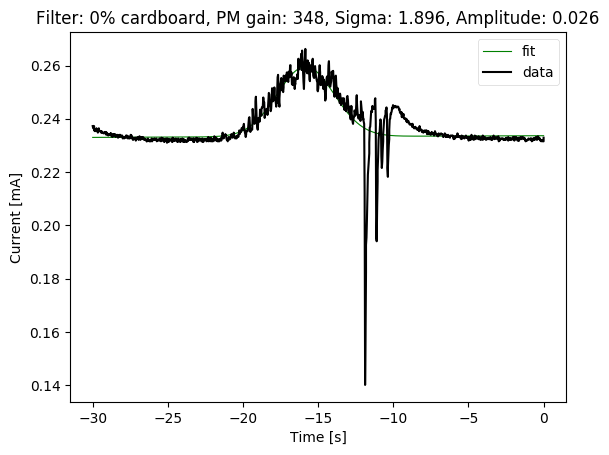 Filter: 0% cardboard, PM gain: 348, Sigma: 1.896, Amplitude: 0.026
fit
data
0.26
0.24
0.22
0.20
0.18
0.16
0.14
Current [mA]
−30
−25
−20
−15
−10
−5
0
Time [s]